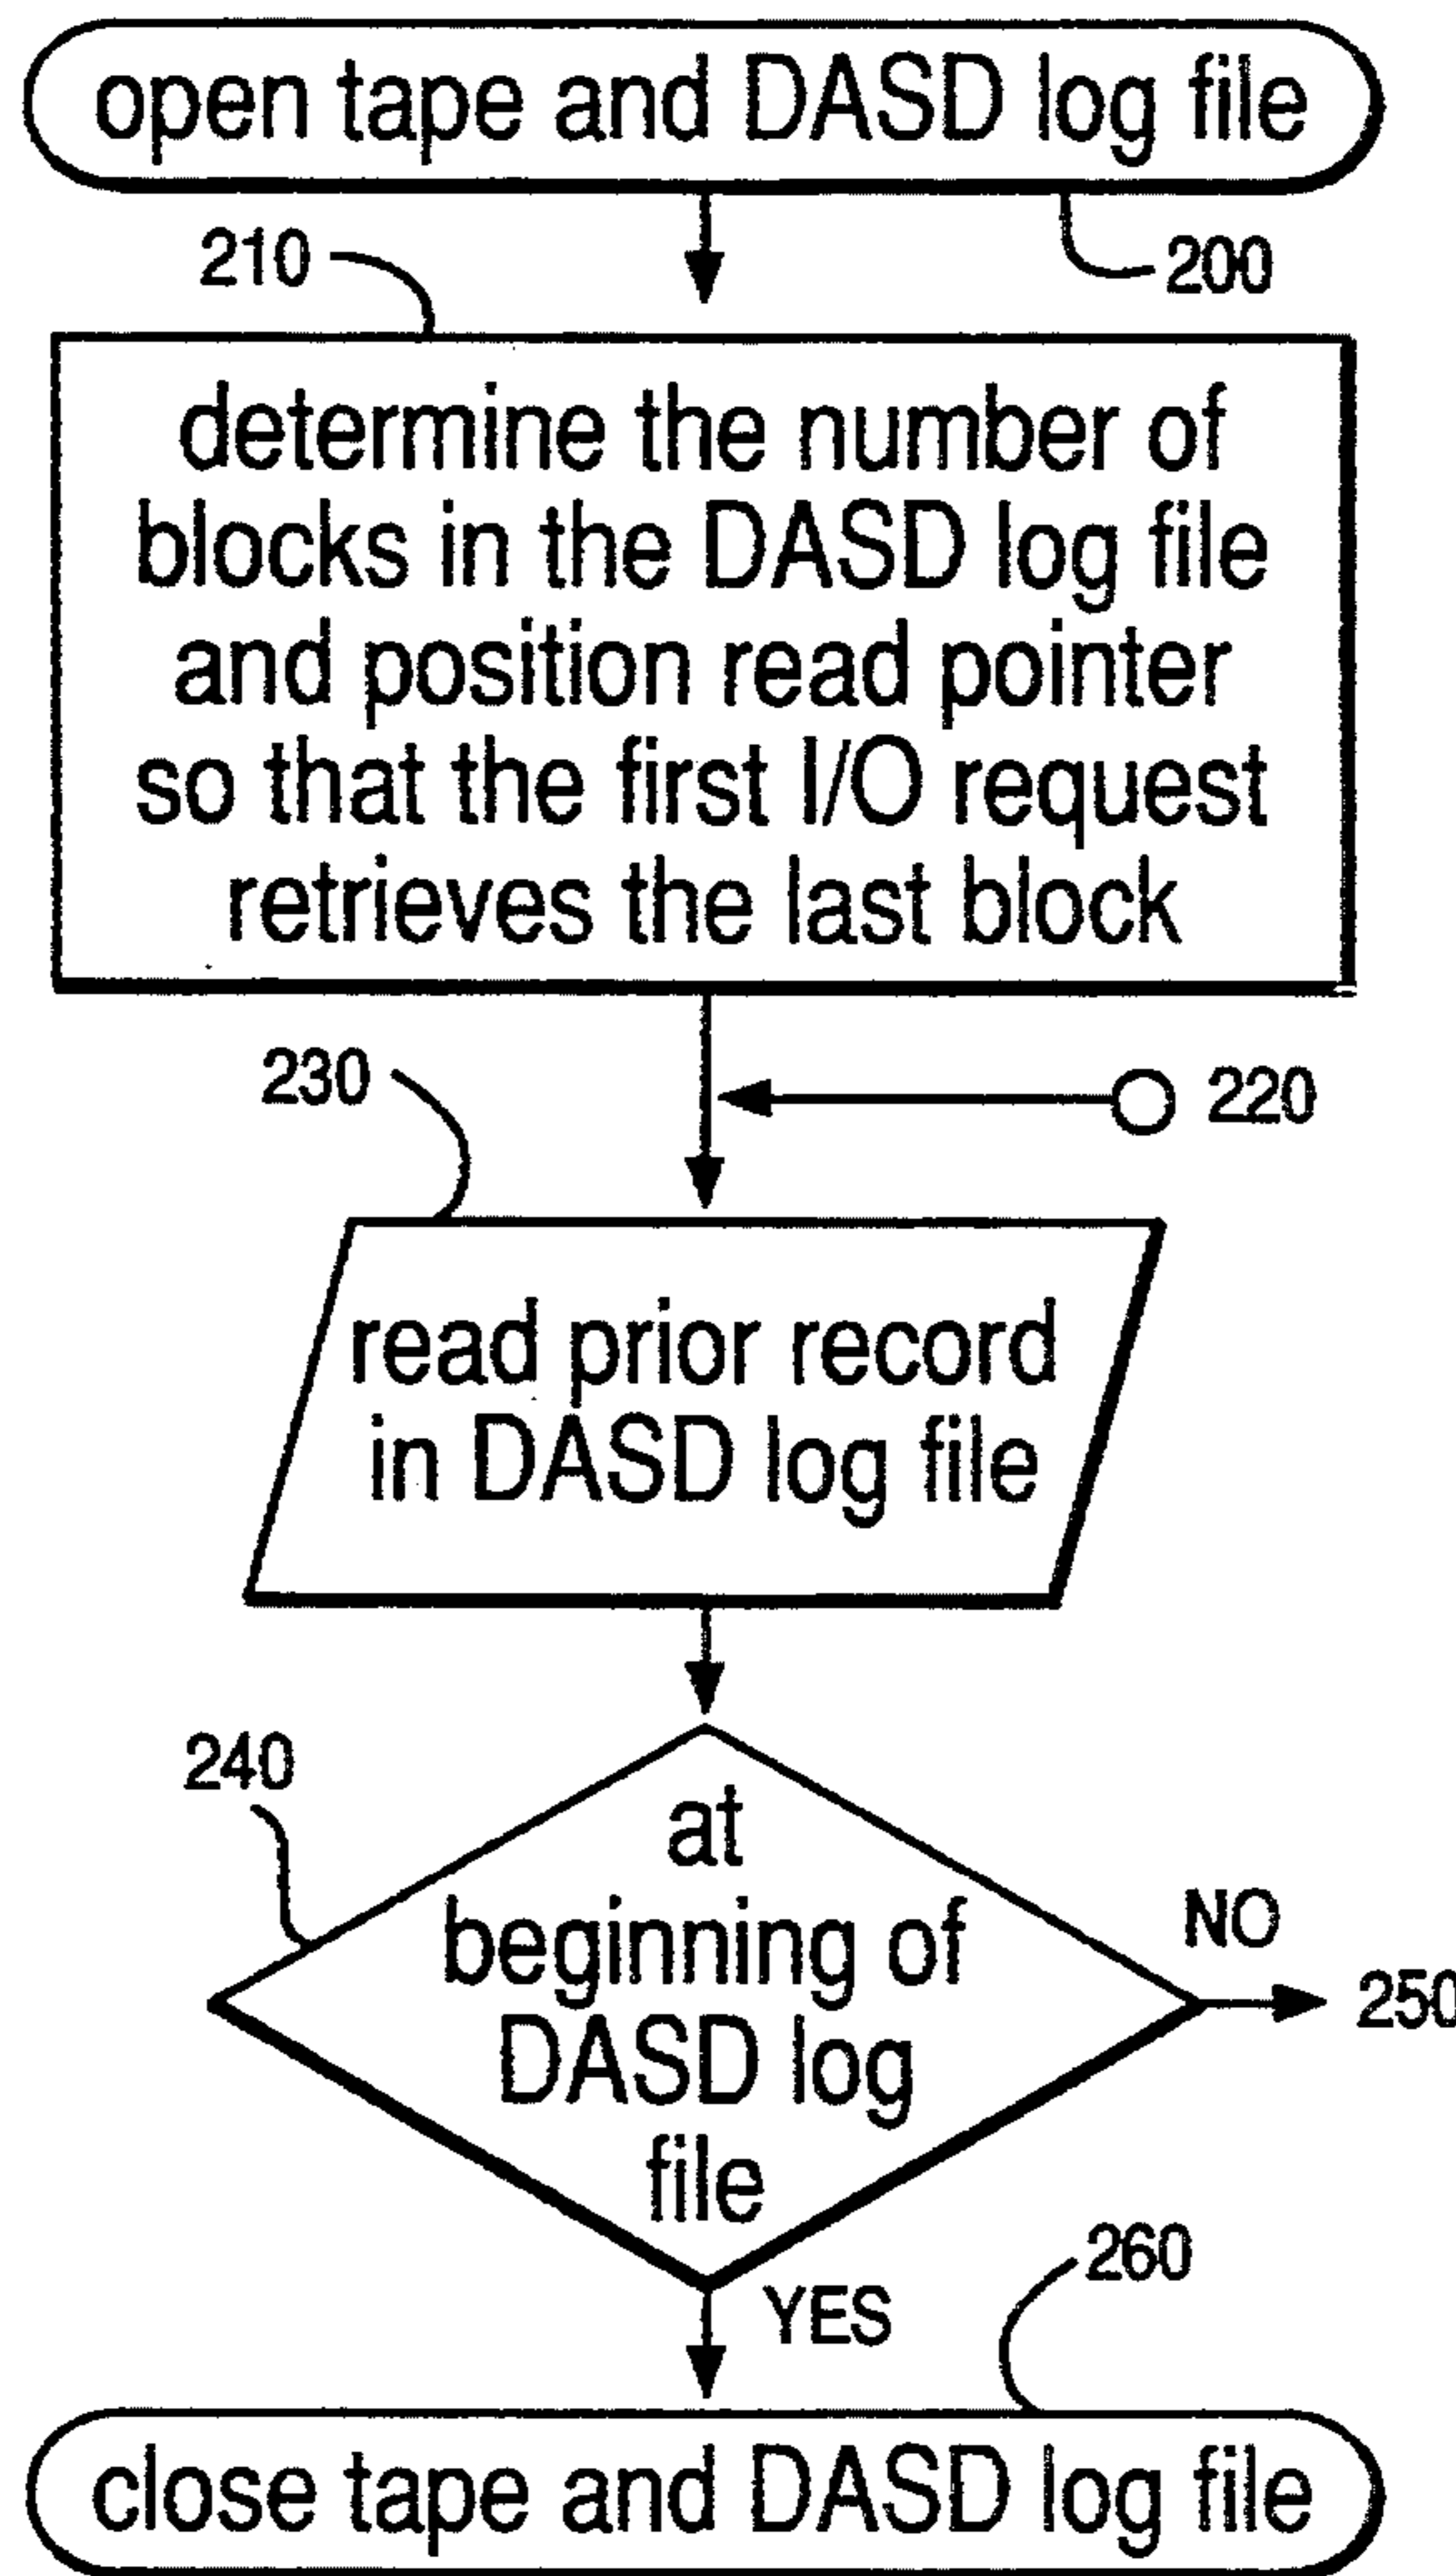 open tape and DASD log file
210
200
determine the number of
blocks in the DASD log file
and position read pointer
so that the first I/O request
retrieves the last block
230
220
read prior record
in DASD log file
240
at
beginning of
DASD log
file
NO
250
YES
260
close tape and DASD log file